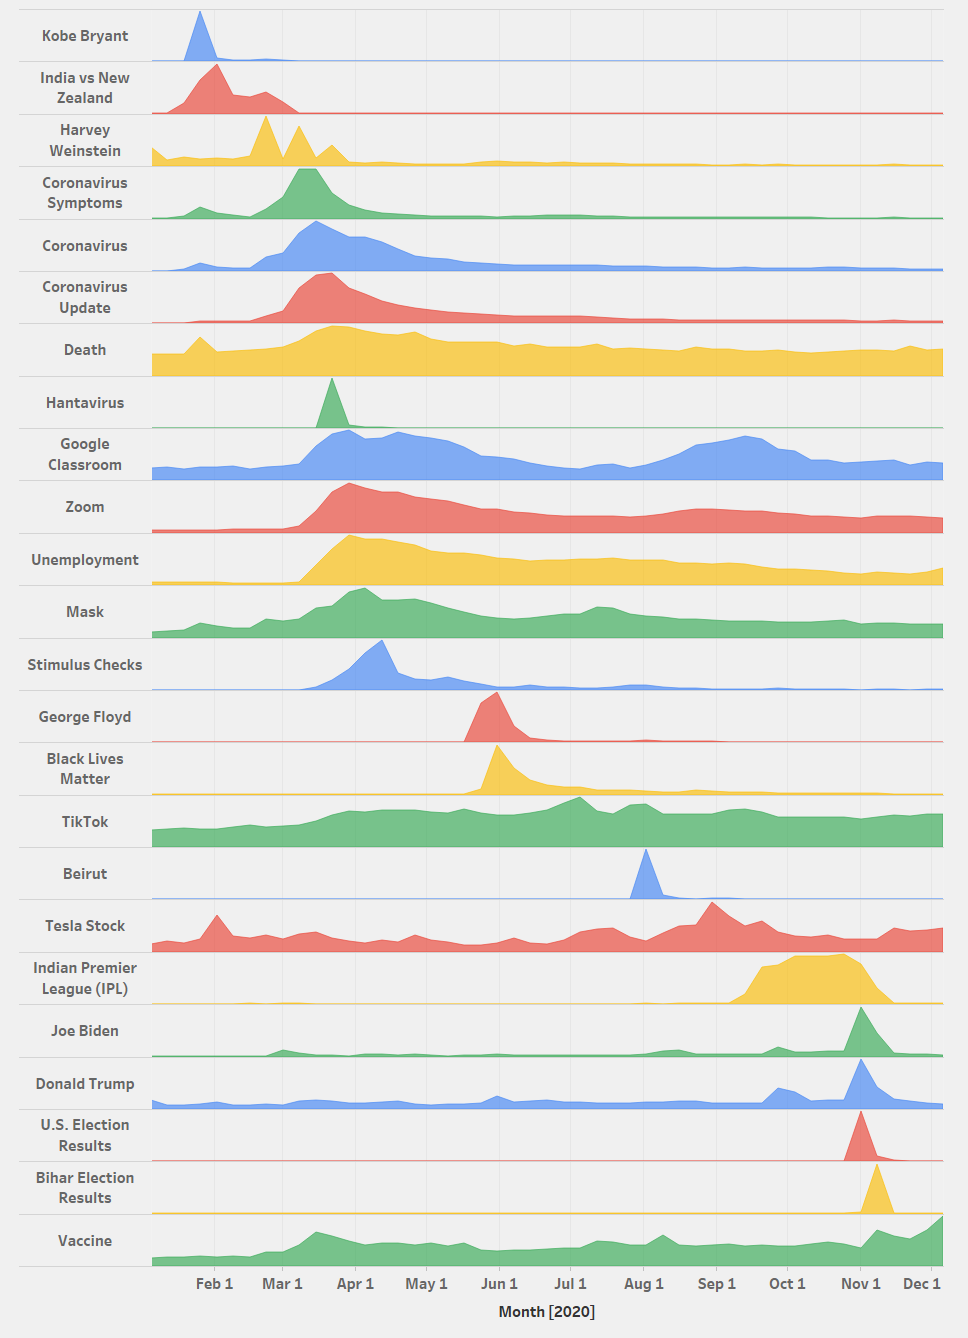 Kobe Bryant
India vs New
Zealand
Harvey
Weinstein
Coronavirus
Symptoms
Coronavirus
Coronavirus
Update
Death
Hantavirus
Google
Classroom
Zoom
Unemployment
Mask
Stimulus Checks
George Floyd
Black Lives
Matter
TikTok
Beirut
Tesla Stock
Indian Premier
League (IPL)
Joe Biden
Donald Trump
U.S. Election
Results
Bihar Election
Results
Vaccine
Feb 1 Mar 1 Apr 1 May 1 Jun 1 Jul 1 Aug 1 Sep 1 Oct 1 Nov 1 Dec 1
Month [2020]